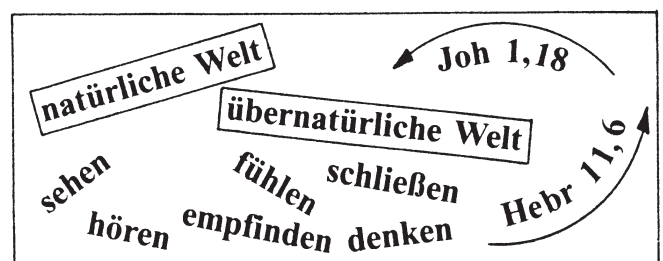 natürliche Welt
Joh 1,18
übernatürliche Welt
sehen
fühlen
schließen
Hebr 11,6
hören
empfinden
denken